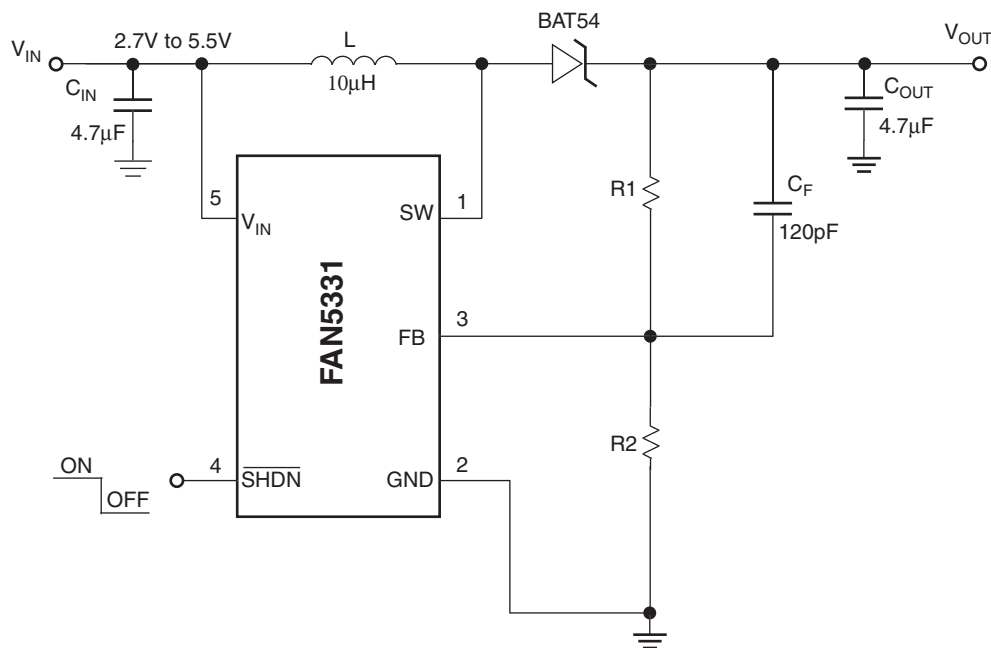 BAT54
V_IN
2.7V to 5.5V
L
V_OUT
C_IN
10μH
C_OUT
4.7μF
4.7μF
5
1
R1
C_F
V_IN
SW
120pF
FAN5331
3
FB
R2
ON
4
2
SHDN
GND
OFF